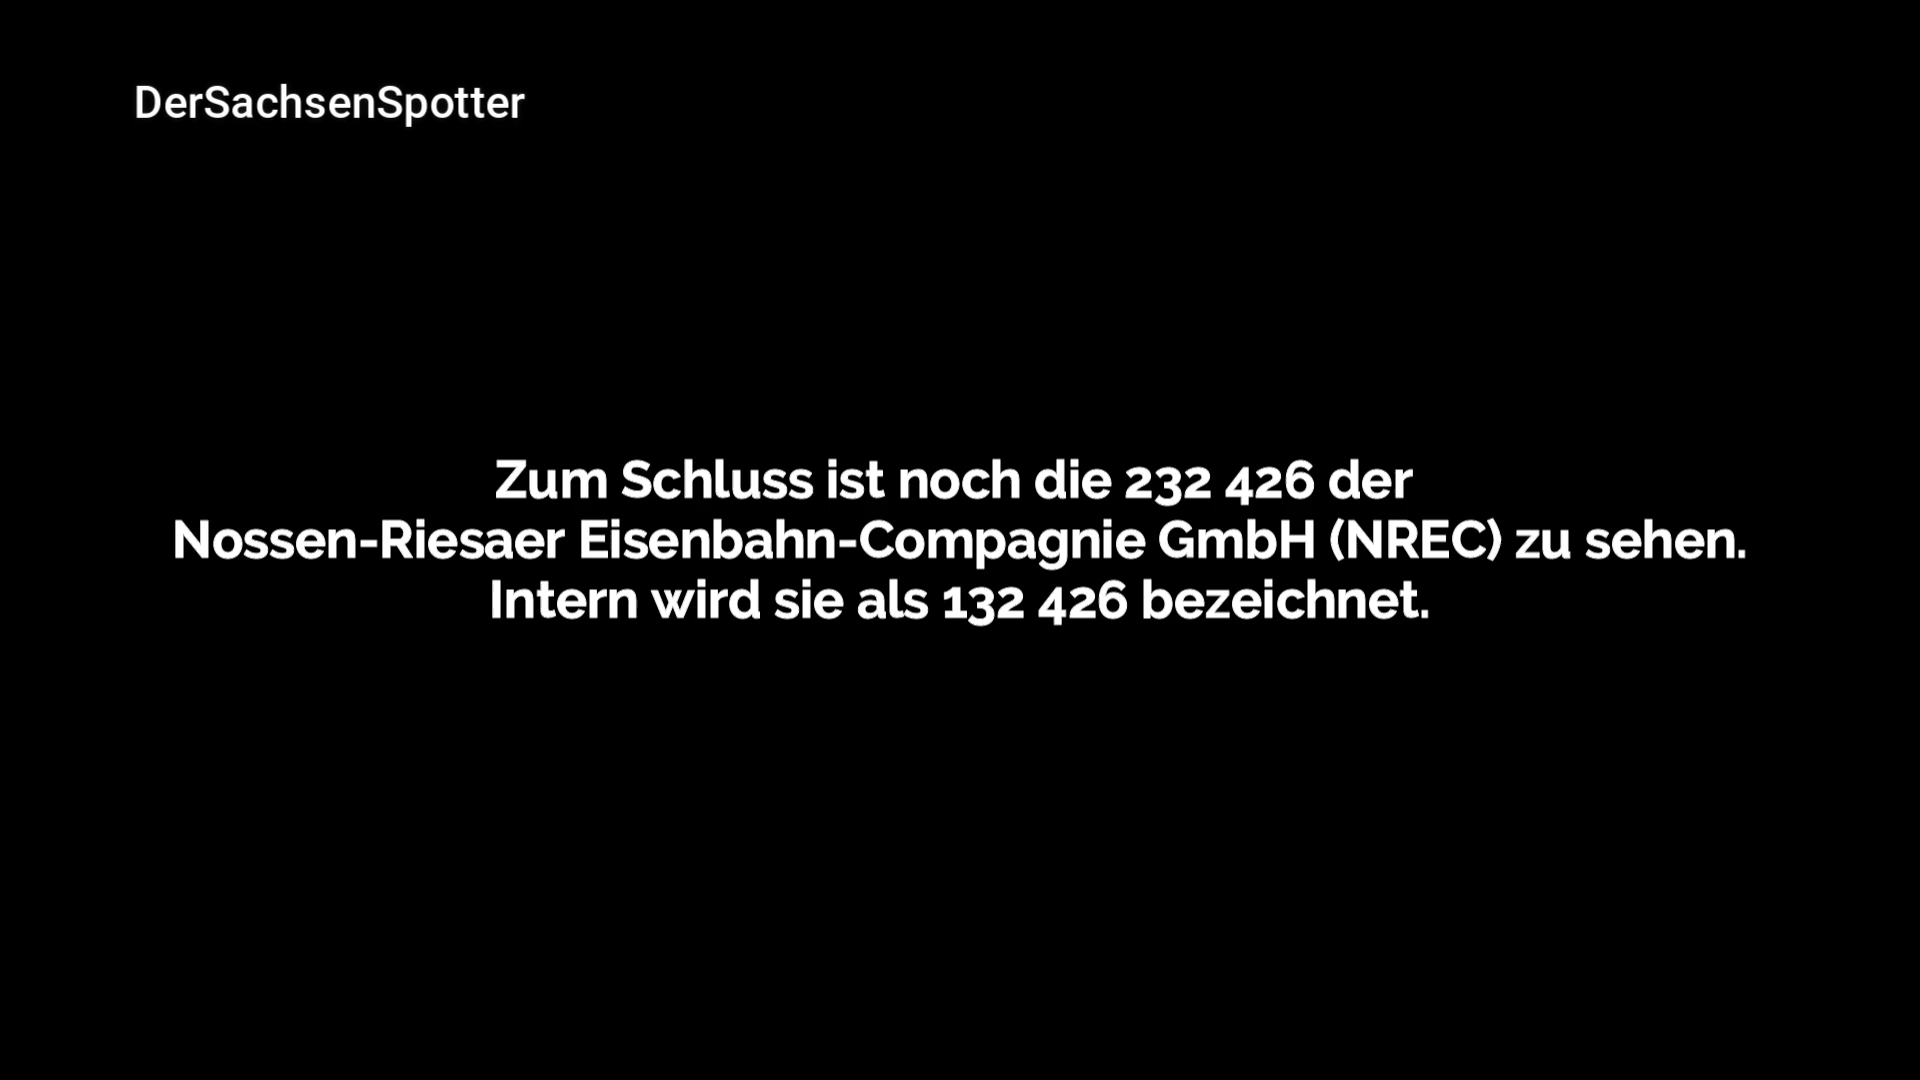 DerSachsenSpotter
Zum Schluss ist noch die 232 426 der
Nossen-Riesaer Eisenbahn-Compagnie GmbH (NREC) zu sehen.
Intern wird sie als 132 426 bezeichnet.